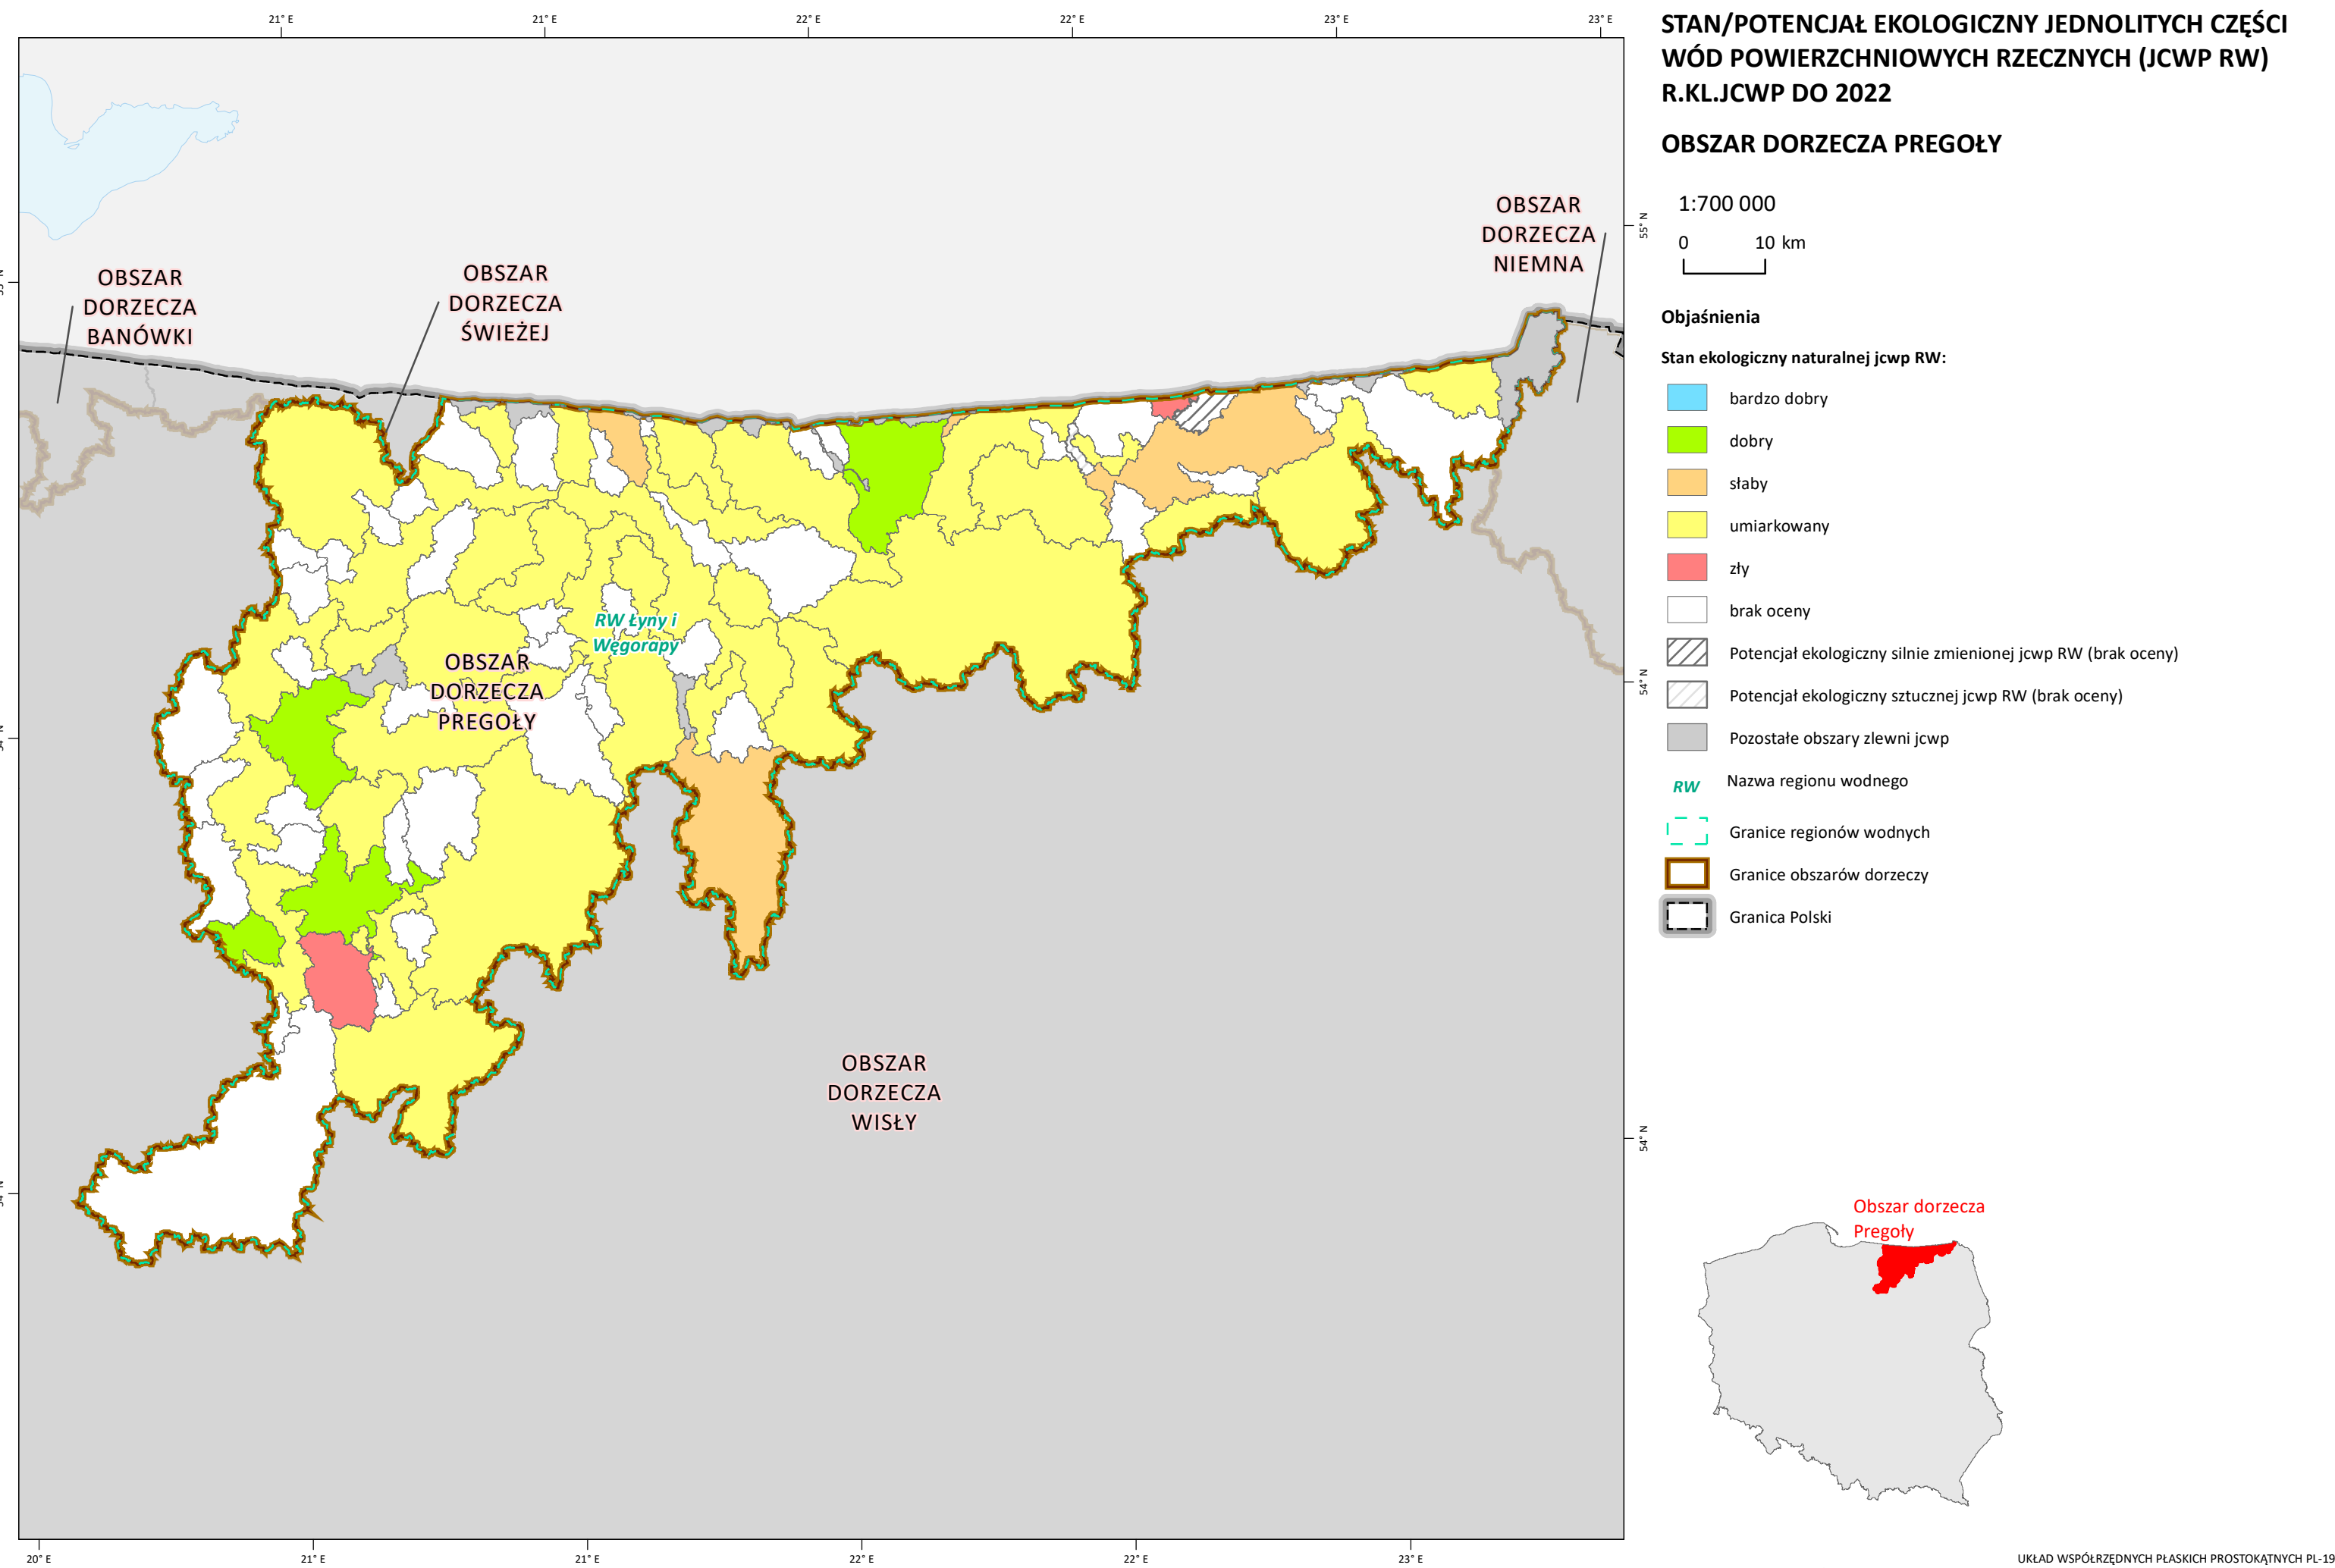 21° E
21° E
22° E
22° E
23° E
23° E
STAN/POTENCJAŁ EKOLOGICZNY JEDNOLITYCH CZĘŚCI
WÓD POWIERZCHNIOWYCH RZECZNYCH (JCWP RW)
R.KL.JCWP DO 2022
OBSZAR DORZECZA PREGOŁY
1:700 000
0 10 km
Objaśnienia
Stan ekologiczny naturalnej jcwp RW:
bardzo dobry
dobry
słaby
umiarkowany
zły
brak oceny
Potencjał ekologiczny silnie zmienionej jcwp RW (brak oceny)
Potencjał ekologiczny sztucznej jcwp RW (brak oceny)
Pozostałe obszary zlewni jcwp
RW Nazwa regionu wodnego
Granice regionów wodnych
Granice obszarów dorzeczy
Granica Polski
OBSZAR
DORZECZA
BANÓWKI
OBSZAR
DORZECZA
ŚWIEŻEJ
OBSZAR
DORZECZA
NIEMNA
55° N
54° N
54° N
RW Łyny i
Węgorapy
OBSZAR
DORZECZA
PREGOŁY
OBSZAR
DORZECZA
WISŁY
Obszar dorzecza
Pregoły
20° E
21° E
21° E
22° E
22° E
23° E
UKŁAD WSPÓŁRZĘDNYCH PŁASKICH PROSTOKĄTNYCH PL-19